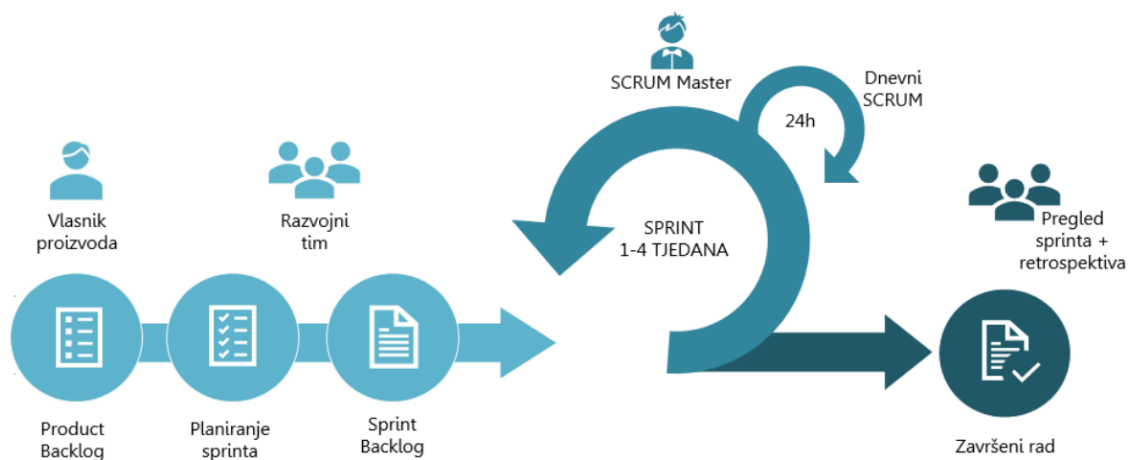 SCRUM Master
Dnevni
SCRUM
24h
Vlasnik
proizvoda
Razvojni
tim
SPRINT
1-4 TJEDANA
Pregled
sprinta +
retrospektiva
Product
Backlog
Planiranje
sprinta
Sprint
Backlog
Završeni rad